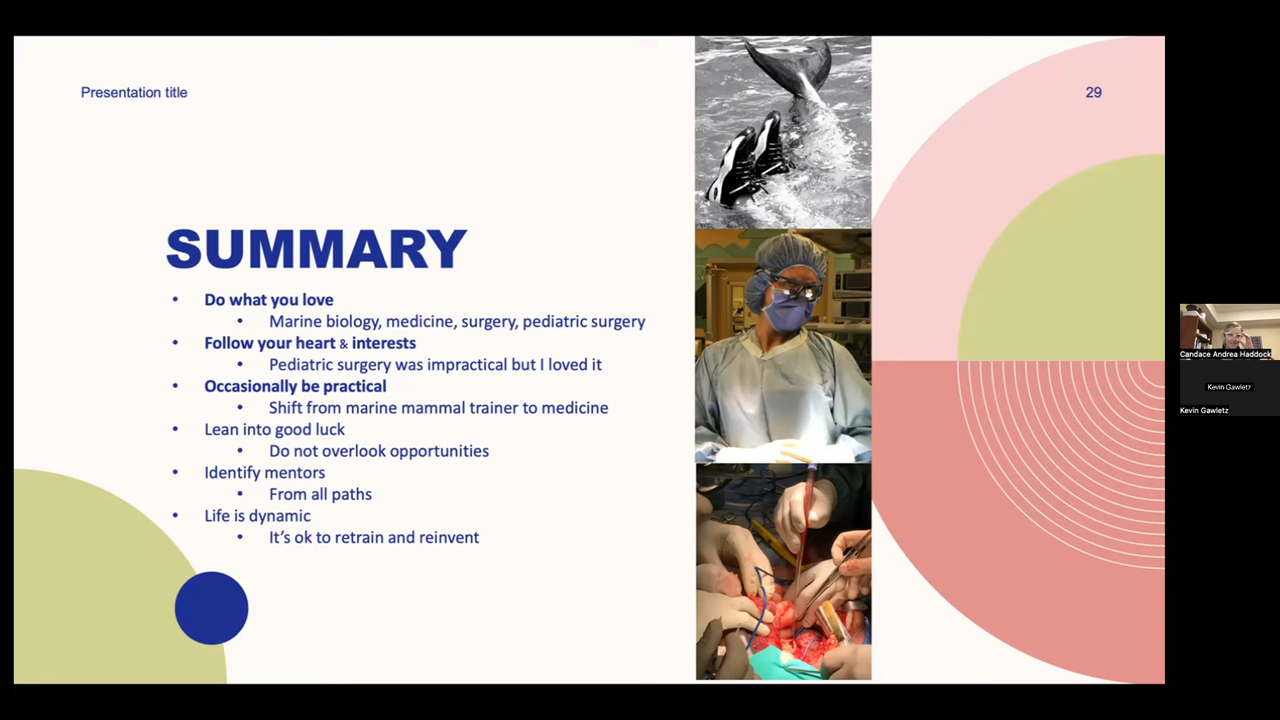 Presentation title
29
SUMMARY
• Do what you love
• Marine biology, medicine, surgery, pediatric surgery
• Follow your heart & interests
• Pediatric surgery was impractical but I loved it
• Occasionally be practical
• Shift from marine mammal trainer to medicine
• Lean into good luck
• Do not overlook opportunities
• Identify mentors
• From all paths
• Life is dynamic
• It’s ok to retrain and reinvent
Candace Andrea Haddock
Kevin Gawletz
Kevin Gawletz